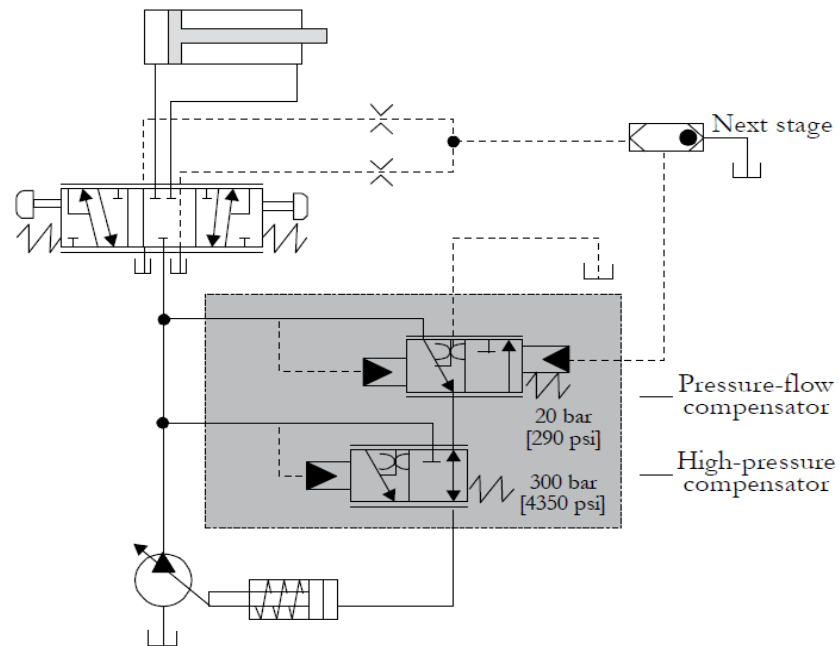 Next stage
20 bar
[290 psi]
Pressure-flow
compensator
300 bar
[4350 psi]
High-pressure
compensator